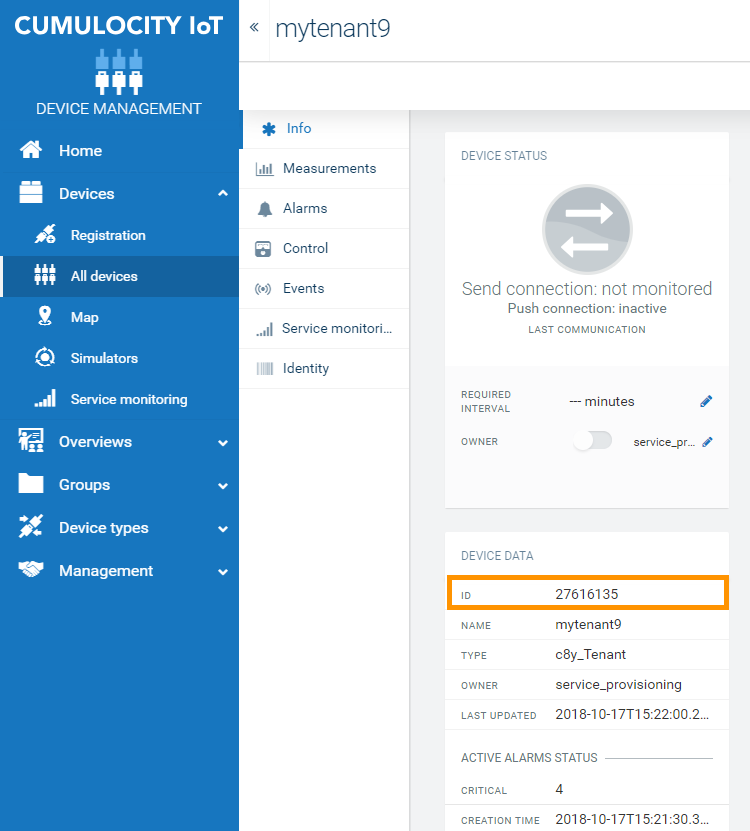 CUMULOCITY IoT
DEVICE MANAGEMENT
Home
Devices
Registration
All devices
Map
Simulators
Service monitoring
Overviews
Groups
Device types
Management
« mytenant9
Info
Measurements
Alarms
Control
Events
Service monitori...
Identity
DEVICE STATUS
Send connection: not monitored
Push connection: inactive
LAST COMMUNICATION
REQUIRED INTERVAL --- minutes
OWNER service_pr...
DEVICE DATA
ID 27616135
NAME mytenant9
TYPE c8y_Tenant
OWNER service_provisioning
LAST UPDATED 2018-10-17T15:22:00.2...
ACTIVE ALARMS STATUS
CRITICAL 4
CREATION TIME 2018-10-17T15:21:30.3...